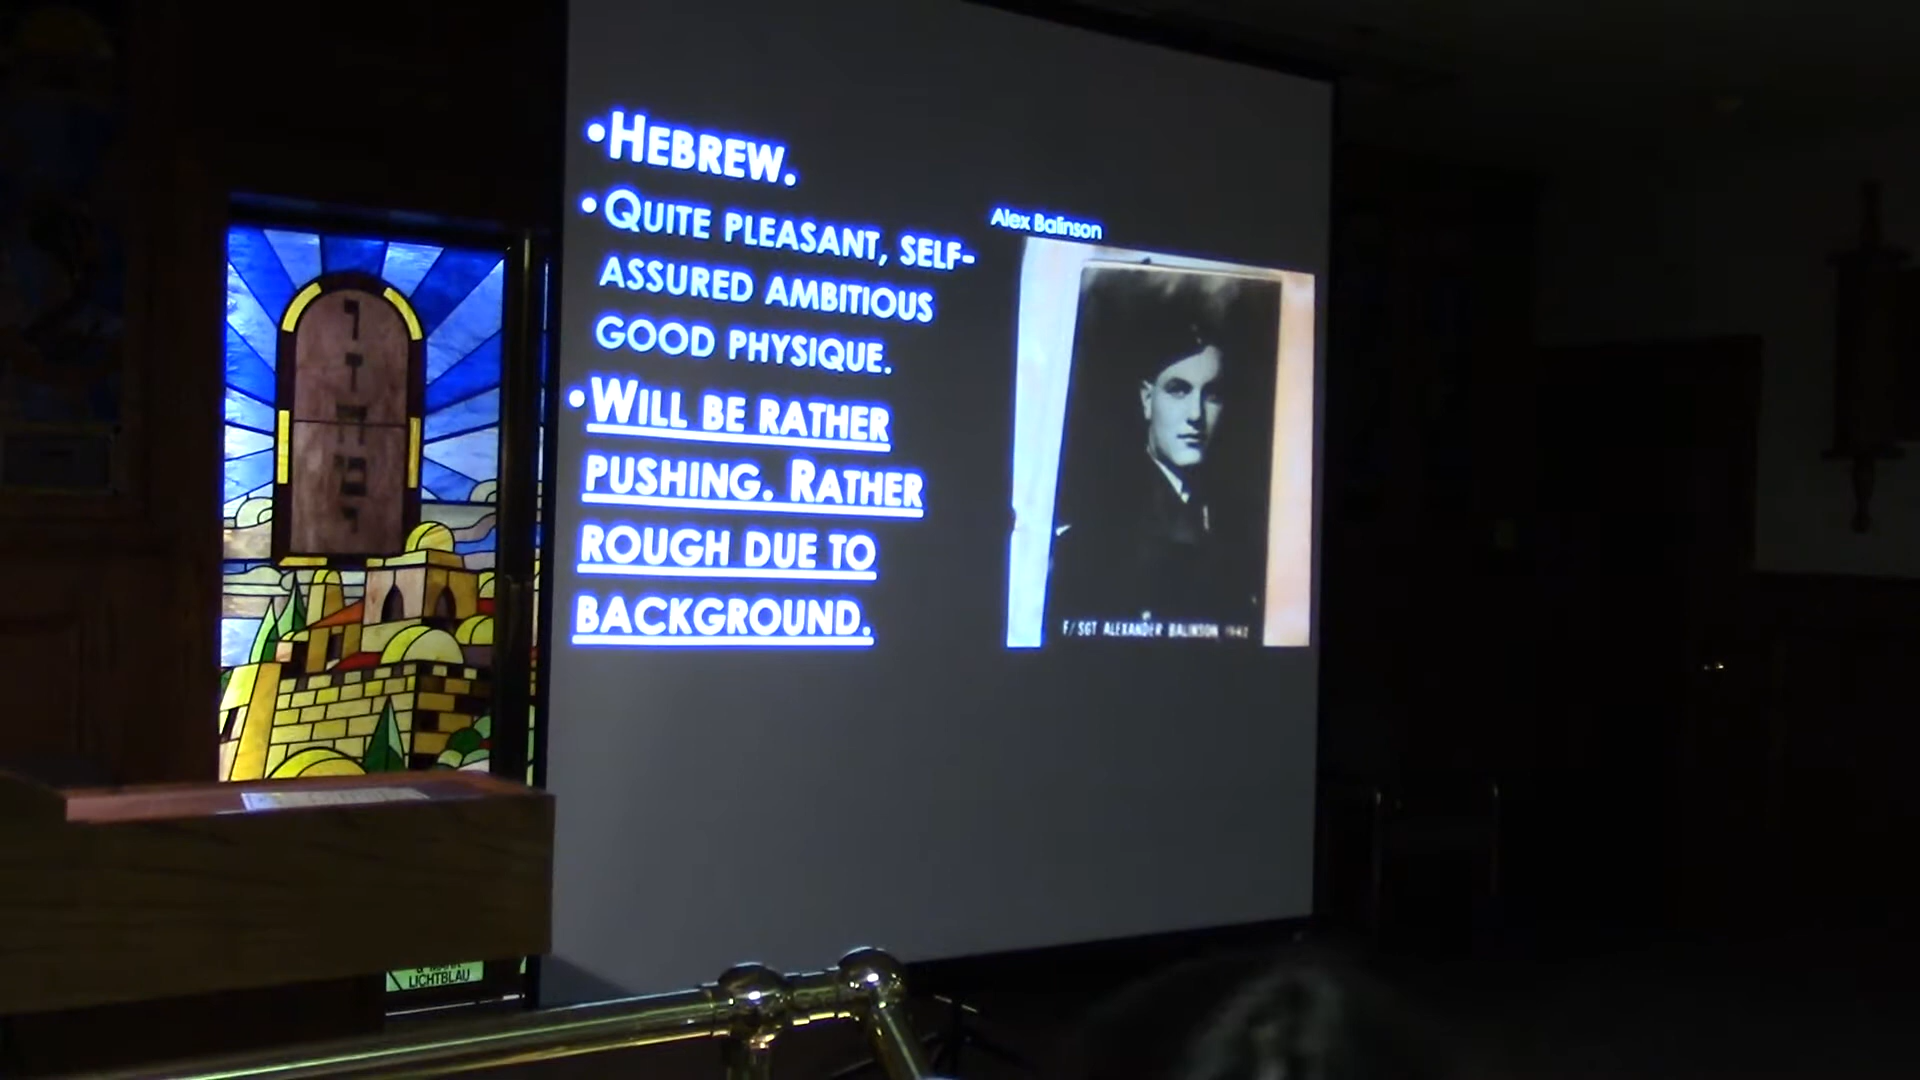 •HEBREW.
•QUITE PLEASANT, SELF-
ASSURED AMBITIOUS
GOOD PHYSIQUE.
•WILL BE RATHER
PUSHING. RATHER
ROUGH DUE TO
BACKGROUND.
Alex Balinson
F/SGT ALEXANDER BALINSON 1942
LICHTBLAU